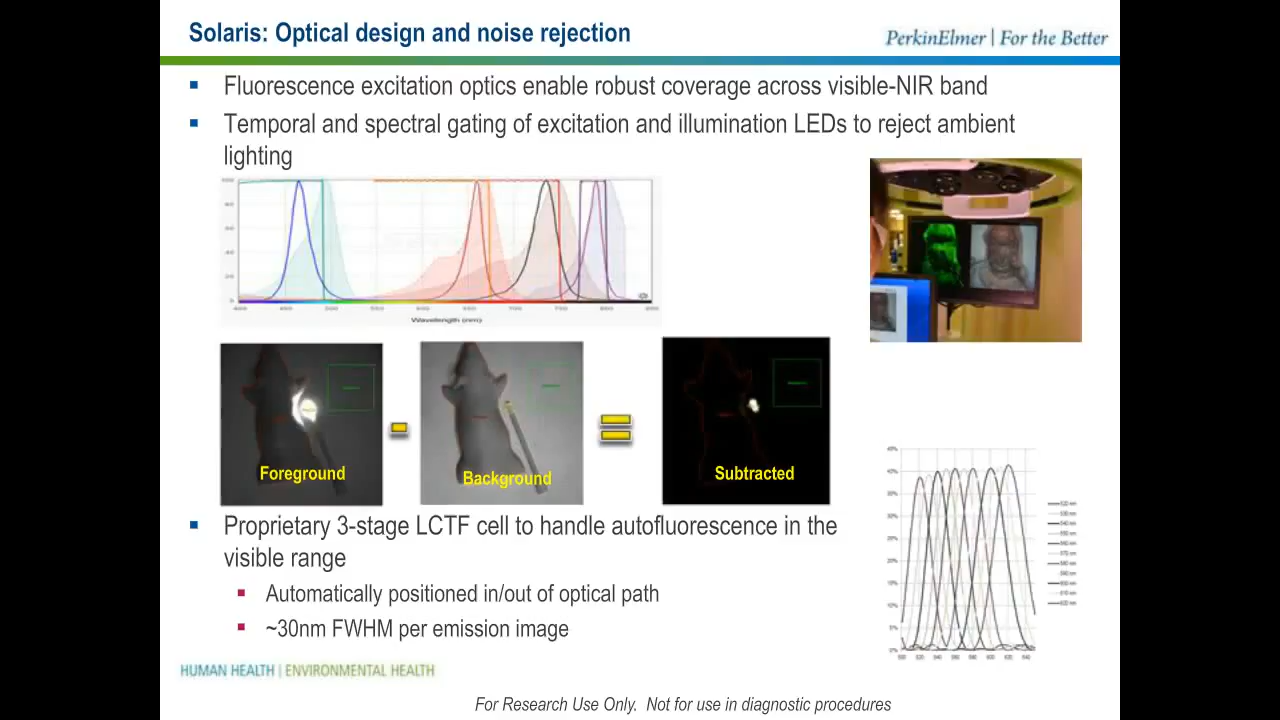 Solaris: Optical design and noise rejection
PerkinElmer | For the Better
Fluorescence excitation optics enable robust coverage across visible-NIR band
Temporal and spectral gating of excitation and illumination LEDs to reject ambient
lighting
Wavelength (nm)
Foreground
Background
Subtracted
Proprietary 3-stage LCTF cell to handle autofluorescence in the
visible range
Automatically positioned in/out of optical path
~30nm FWHM per emission image
HUMAN HEALTH | ENVIRONMENTAL HEALTH
For Research Use Only. Not for use in diagnostic procedures